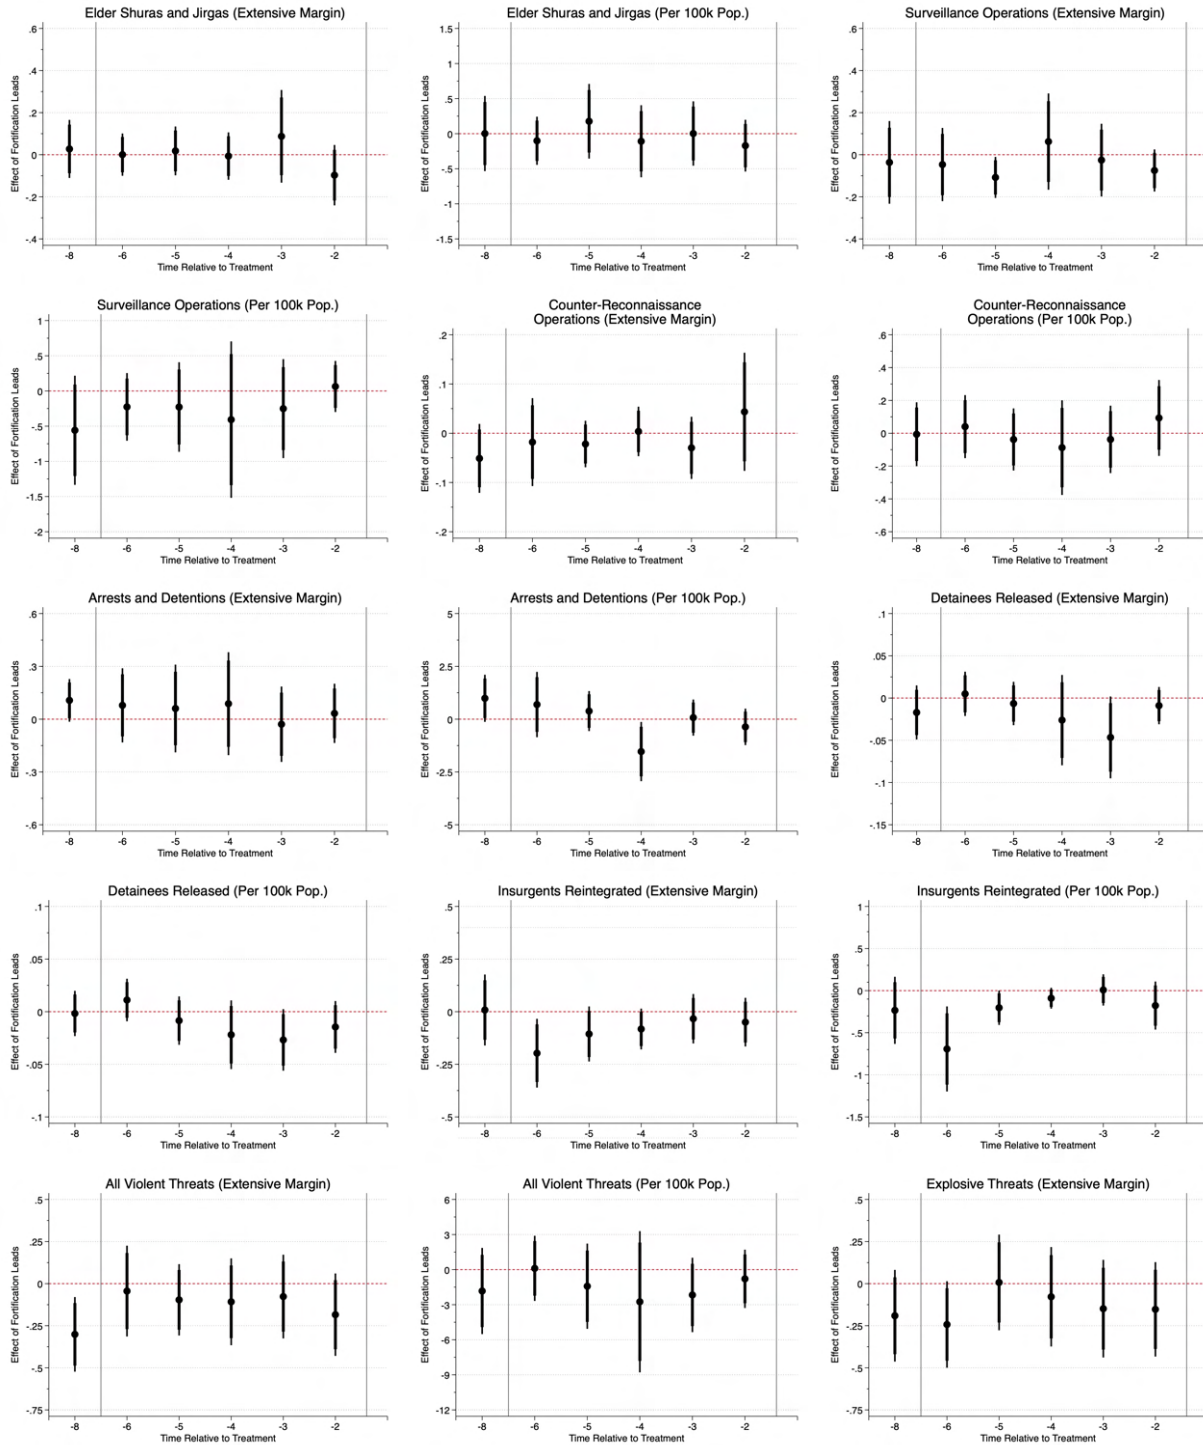 Elder Shuras and Jirgas (Extensive Margin)
Effect of Fortification Leads
.6
.4
.2
0
-.2
-.4
-8 -6 -5 -4 -3 -2
Time Relative to Treatment
Elder Shuras and Jirgas (Per 100k Pop.)
Effect of Fortification Leads
1.5
1
.5
0
-.5
-1
-1.5
-8 -6 -5 -4 -3 -2
Time Relative to Treatment
Surveillance Operations (Extensive Margin)
Effect of Fortification Leads
.6
.4
.2
0
-.2
-.4
-8 -6 -5 -4 -3 -2
Time Relative to Treatment
Surveillance Operations (Per 100k Pop.)
Effect of Fortification Leads
1
.5
0
-.5
-1
-1.5
-2
-8 -6 -5 -4 -3 -2
Time Relative to Treatment
Counter-Reconnaissance
Operations (Extensive Margin)
Effect of Fortification Leads
.2
.1
0
-.1
-.2
-8 -6 -5 -4 -3 -2
Time Relative to Treatment
Counter-Reconnaissance
Operations (Per 100k Pop.)
Effect of Fortification Leads
.6
.4
.2
0
-.2
-.4
-.6
-8 -6 -5 -4 -3 -2
Time Relative to Treatment
Arrests and Detentions (Extensive Margin)
Effect of Fortification Leads
.6
.3
0
-.3
-.6
-8 -6 -5 -4 -3 -2
Time Relative to Treatment
Arrests and Detentions (Per 100k Pop.)
Effect of Fortification Leads
5
2.5
0
-2.5
-5
-8 -6 -5 -4 -3 -2
Time Relative to Treatment
Detainees Released (Extensive Margin)
Effect of Fortification Leads
.1
.05
0
-.05
-.1
-.15
-8 -6 -5 -4 -3 -2
Time Relative to Treatment
Detainees Released (Per 100k Pop.)
Effect of Fortification Leads
.1
.05
0
-.05
-.1
-8 -6 -5 -4 -3 -2
Time Relative to Treatment
Insurgents Reintegrated (Extensive Margin)
Effect of Fortification Leads
.5
.25
0
-.25
-.5
-8 -6 -5 -4 -3 -2
Time Relative to Treatment
Insurgents Reintegrated (Per 100k Pop.)
Effect of Fortification Leads
1
.5
0
-.5
-1
-1.5
-8 -6 -5 -4 -3 -2
Time Relative to Treatment
All Violent Threats (Extensive Margin)
Effect of Fortification Leads
.5
.25
0
-.25
-.5
-.75
-8 -6 -5 -4 -3 -2
Time Relative to Treatment
All Violent Threats (Per 100k Pop.)
Effect of Fortification Leads
6
3
0
-3
-6
-9
-12
-8 -6 -5 -4 -3 -2
Time Relative to Treatment
Explosive Threats (Extensive Margin)
Effect of Fortification Leads
.5
.25
0
-.25
-.5
-.75
-8 -6 -5 -4 -3 -2
Time Relative to Treatment